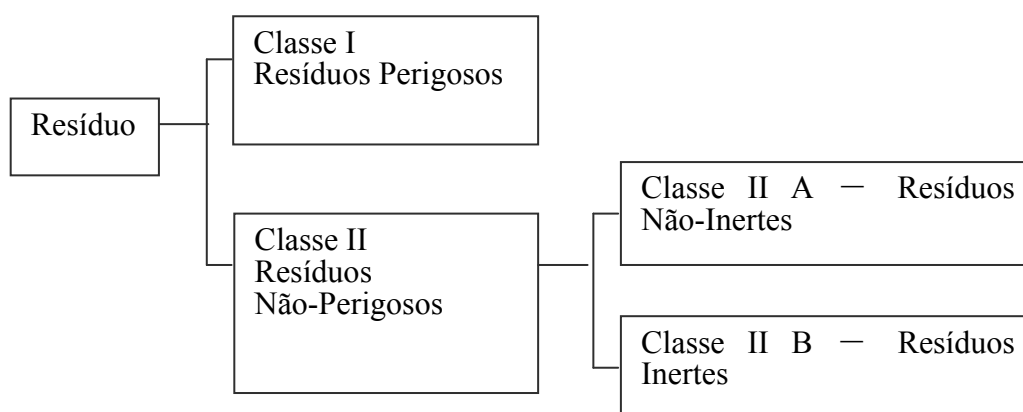 Classe I
Resíduos Perigosos
Resíduo
Classe II
Resíduos
Não-Perigosos
Classe II A — Resíduos
Não-Inertes
Classe II B — Resíduos
Inertes